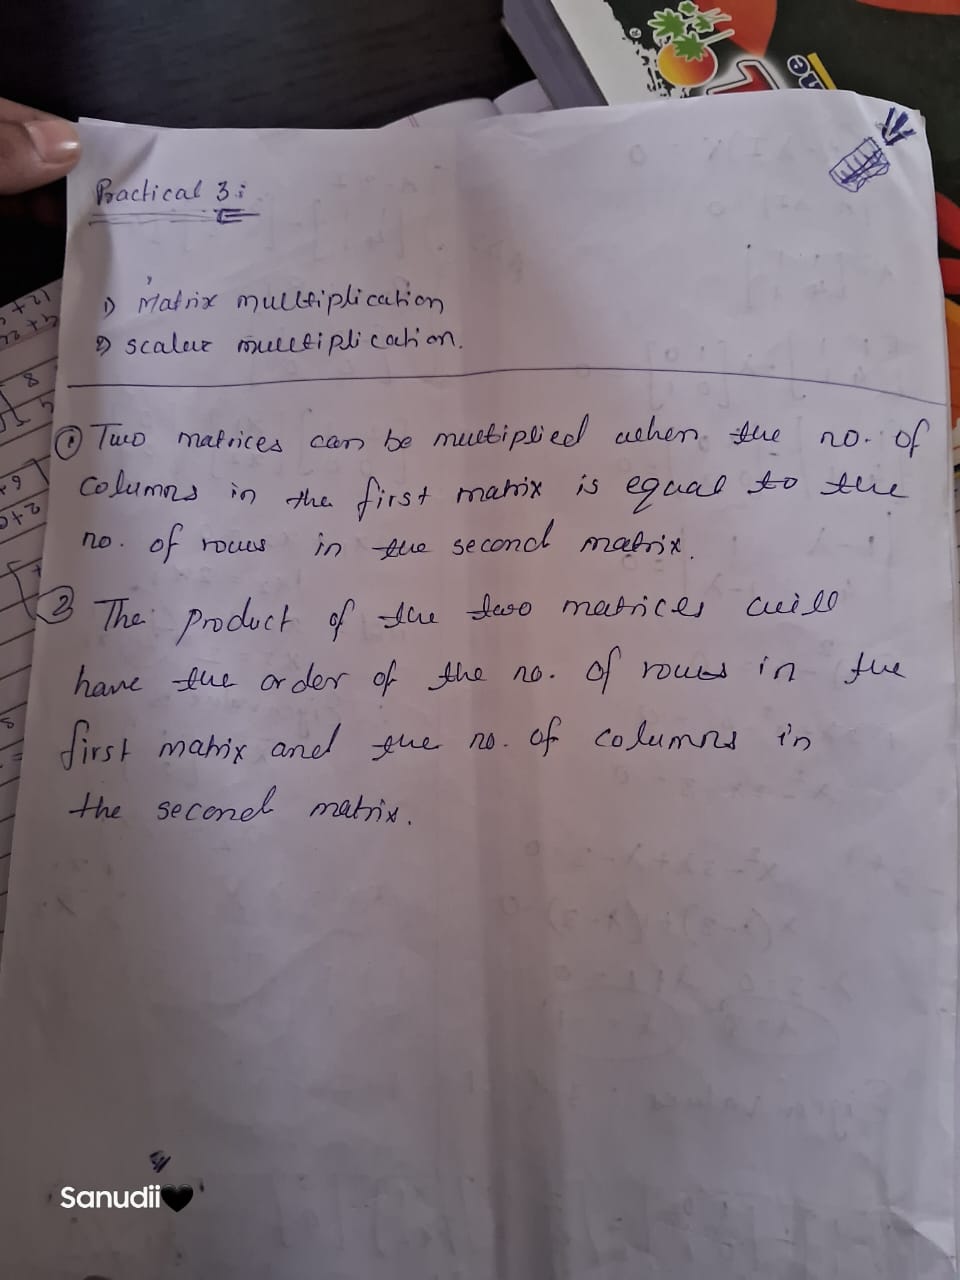 Practical 3:
1) Matrix multiplication
2) scalar multiplication.
① Two matrices can be multiplied when the no. of
columns in the first matrix is equal to the
no. of rows in the second matrix.
② The product of the two matrices will
have the order of the no. of rows in the
first matrix and the no. of columns in
the second matrix.
Sanudii🖤